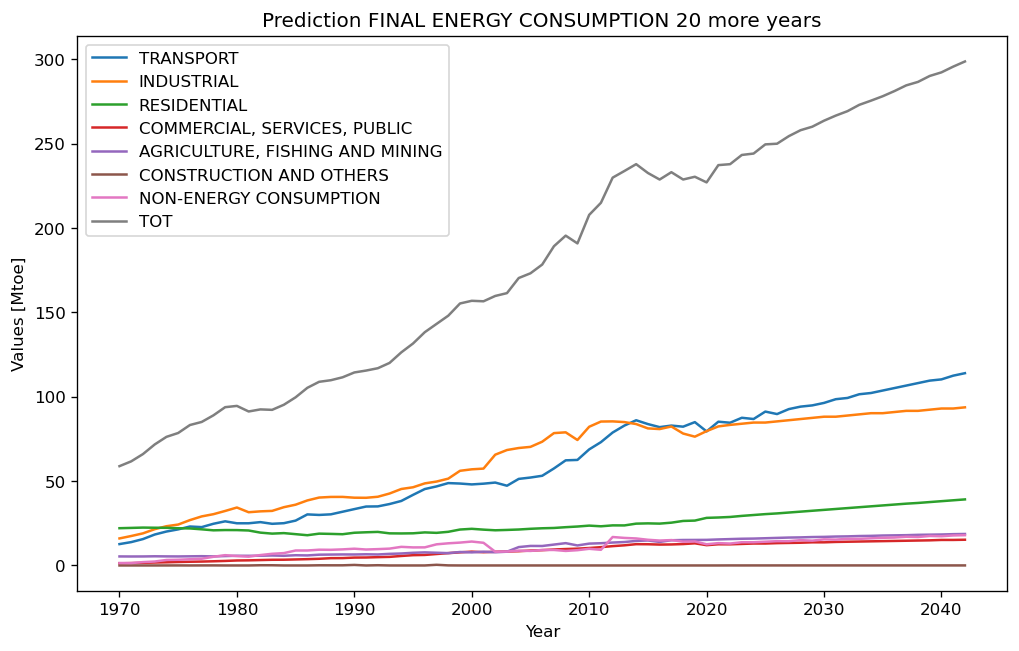 Prediction FINAL ENERGY CONSUMPTION 20 more years
TRANSPORT
INDUSTRIAL
RESIDENTIAL
COMMERCIAL, SERVICES, PUBLIC
AGRICULTURE, FISHING AND MINING
CONSTRUCTION AND OTHERS
NON-ENERGY CONSUMPTION
TOT
Values [Mtoe]
300
250
200
150
100
50
0
1970 1980 1990 2000 2010 2020 2030 2040
Year